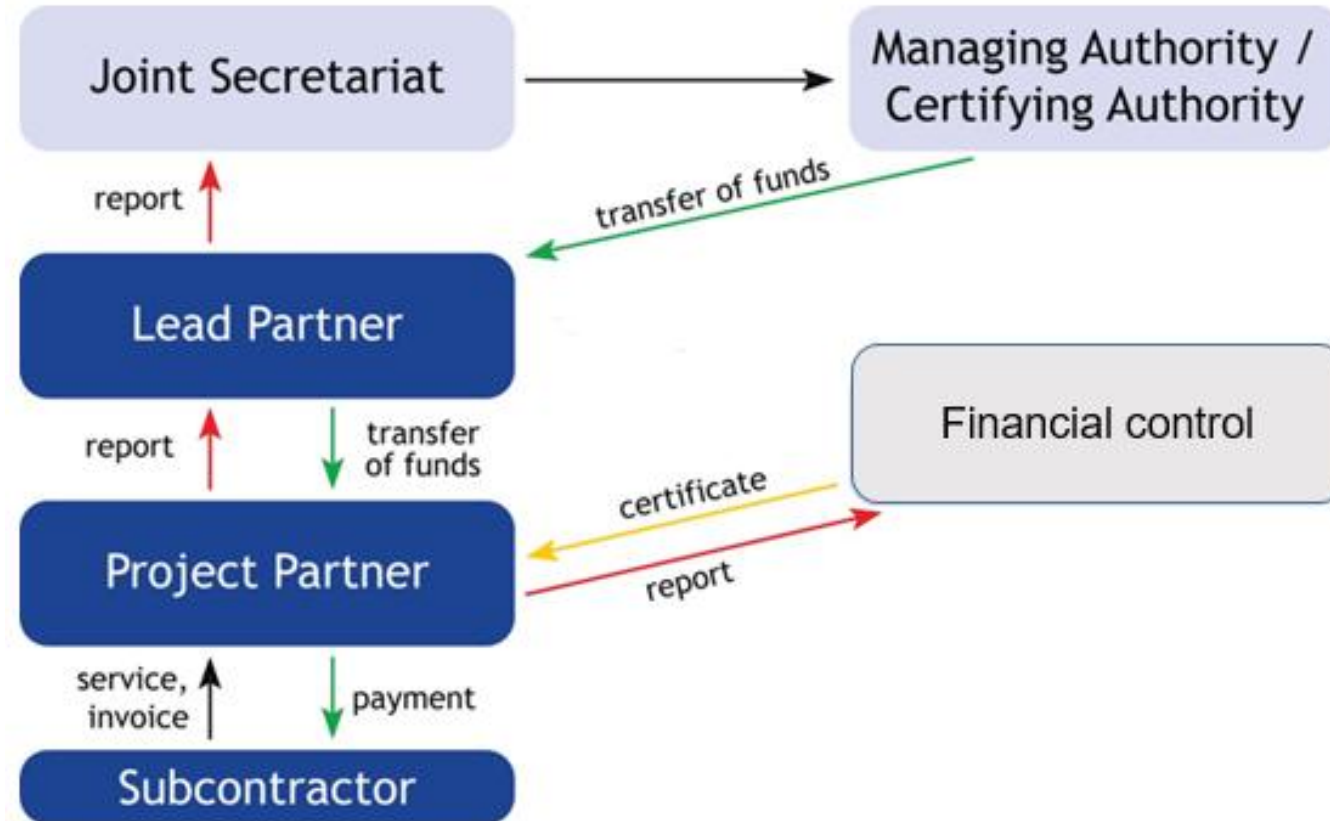 Joint Secretariat
Managing Authority /
Certifying Authority
report
transfer of funds
Lead Partner
report
transfer
of funds
Financial control
certificate
report
Project Partner
service,
invoice
payment
Subcontractor